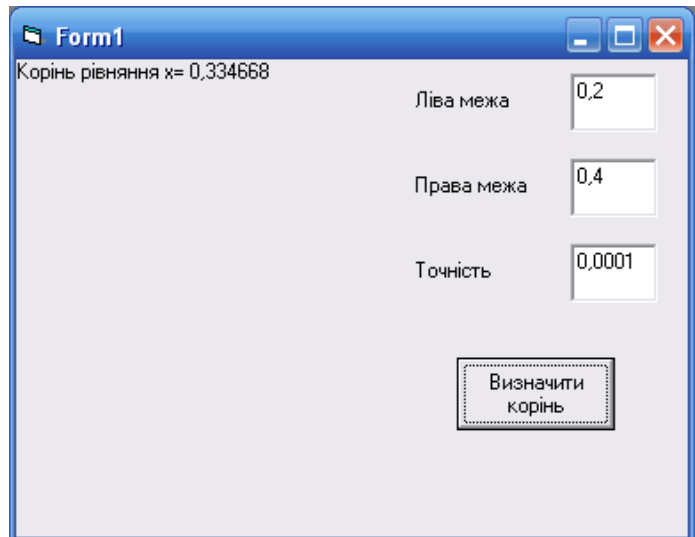 Form1
Корінь рівняння x= 0,334668
Ліва межа
0,2
Права межа
0,4
Точність
0,0001
Визначити
корінь